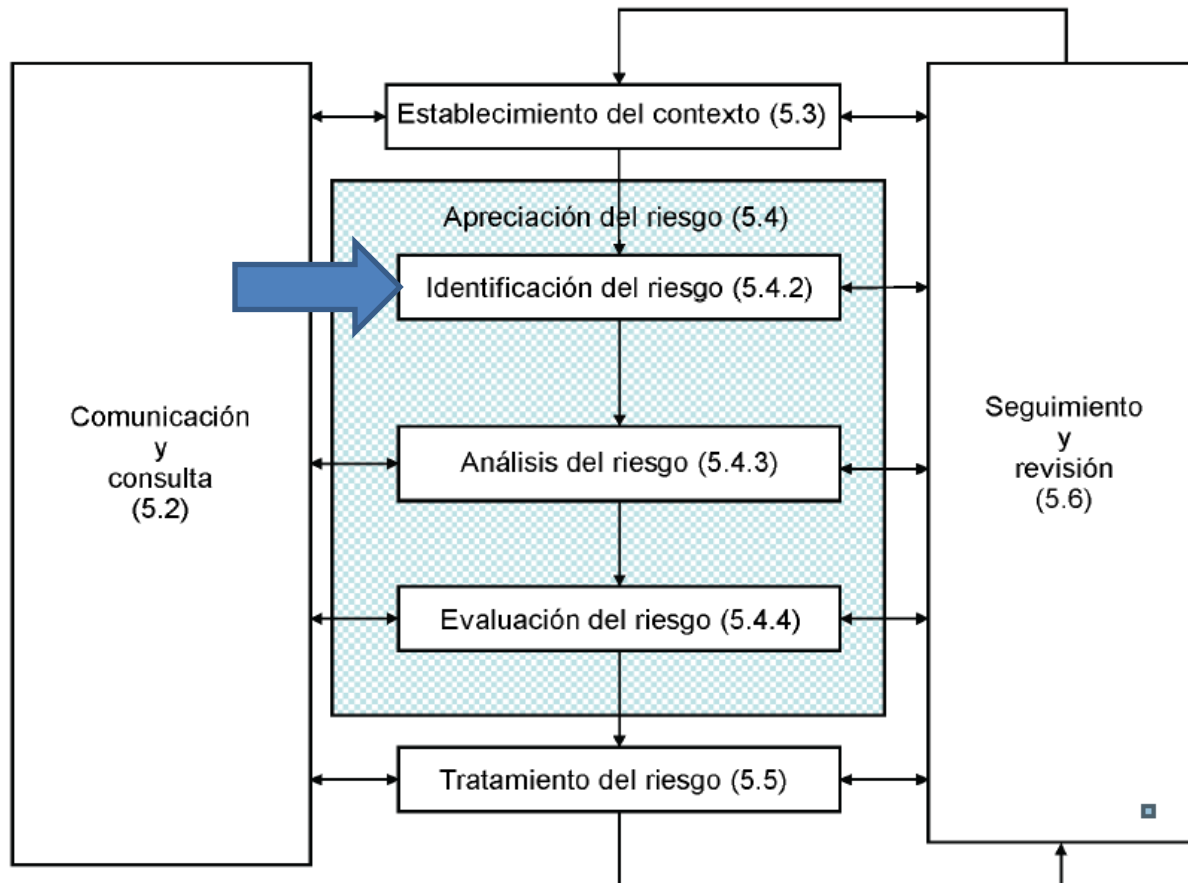 Establecimiento del contexto (5.3)
Apreciación del riesgo (5.4)
Identificación del riesgo (5.4.2)
Comunicación
y
consulta
(5.2)
Análisis del riesgo (5.4.3)
Seguimiento
y
revisión
(5.6)
Evaluación del riesgo (5.4.4)
Tratamiento del riesgo (5.5)